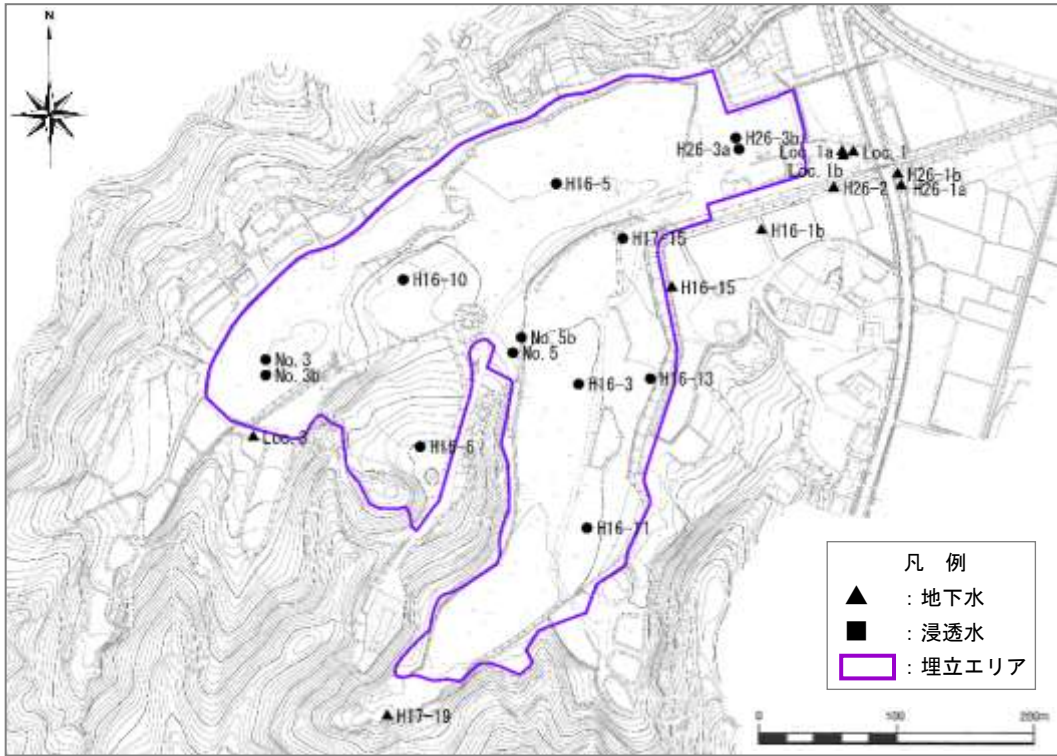 N
H26-3b
H26-3a
Loc. 1a
Loc. 1
Loc. 1b
H26-1b
H26-2
H26-1a
H16-5
H16-1b
H17-15
H16-10
H16-15
No. 5b
No. 5
No. 3
No. 3b
H16-3
H16-13
Loc. 3
H16-6
H16-11
H17-19
凡 例
：地下水
：浸透水
：埋立エリア
0 100 200m